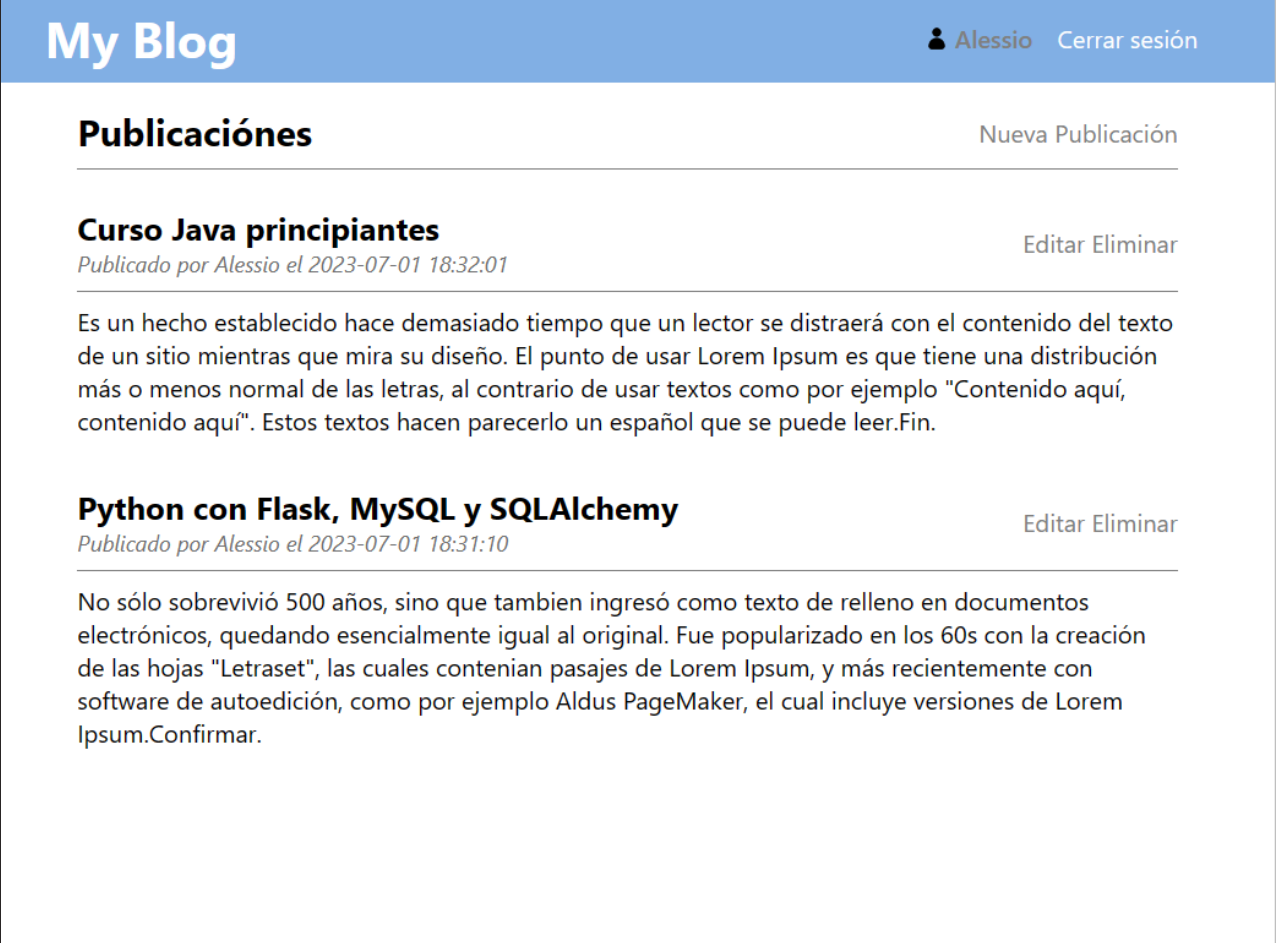 My Blog
Alessio Cerrar sesión
Publicaciónes
Nueva Publicación
Curso Java principiantes
Publicado por Alessio el 2023-07-01 18:32:01
Editar Eliminar
Es un hecho establecido hace demasiado tiempo que un lector se distraerá con el contenido del texto
de un sitio mientras que mira su diseño. El punto de usar Lorem Ipsum es que tiene una distribución
más o menos normal de las letras, al contrario de usar textos como por ejemplo "Contenido aquí,
contenido aquí". Estos textos hacen parecerlo un español que se puede leer.Fin.
Python con Flask, MySQL y SQLAlchemy
Publicado por Alessio el 2023-07-01 18:31:10
Editar Eliminar
No sólo sobrevivió 500 años, sino que tambien ingresó como texto de relleno en documentos
electrónicos, quedando esencialmente igual al original. Fue popularizado en los 60s con la creación
de las hojas "Letraset", las cuales contenian pasajes de Lorem Ipsum, y más recientemente con
software de autoedición, como por ejemplo Aldus PageMaker, el cual incluye versiones de Lorem
Ipsum.Confirmar.